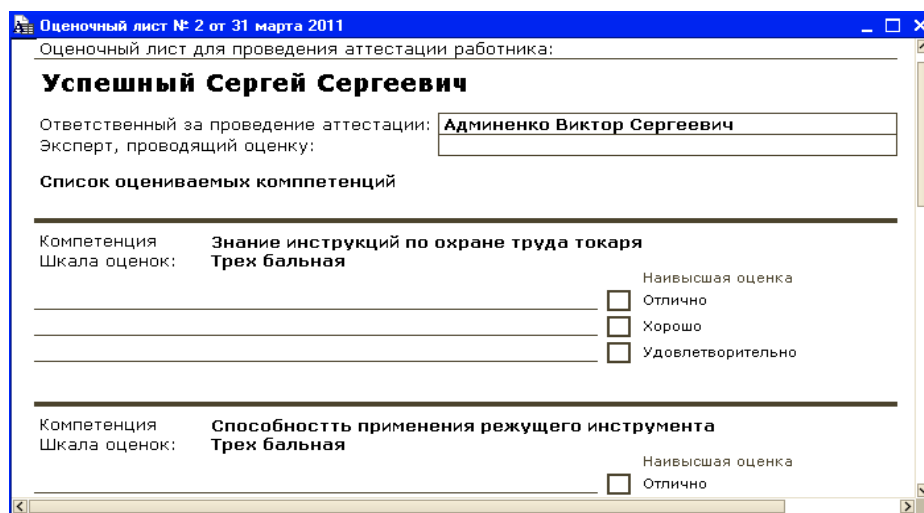 Оценочный лист № 2 от 31 марта 2011
Оценочный лист для проведения аттестации работника:
Успешный Сергей Сергеевич
Ответственный за проведение аттестации: Админенко Виктор Сергеевич
Эксперт, проводящий оценку:
Список оцениваемых комппетенций
Компетенция Знание инструкций по охране труда токаря
Шкала оценок: Трех бальная
Наивысшая оценка
Отлично
Хорошо
Удовлетворительно
Компетенция Способностть применения режущего инструмента
Шкала оценок: Трех бальная
Наивысшая оценка
Отлично